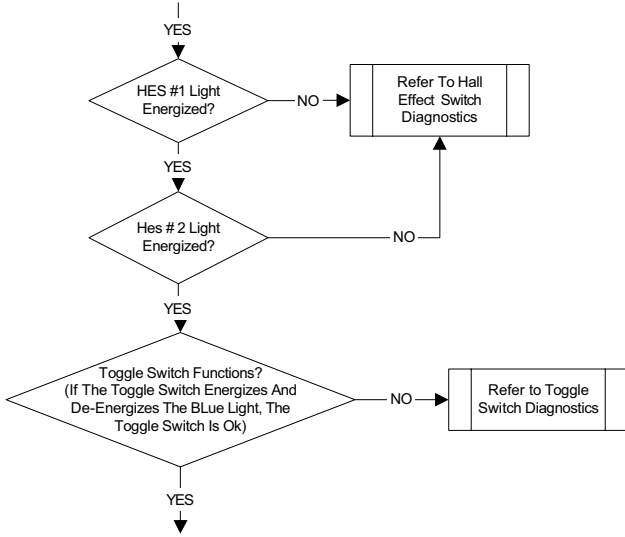 YES
HES #1 Light
Energized?
NO
Refer To Hall
Effect Switch
Diagnostics
YES
Hes # 2 Light
Energized?
NO
YES
Toggle Switch Functions?
(If The Toggle Switch Energizes And
De-Energizes The BLue Light, The
Toggle Switch Is Ok)
NO
Refer to Toggle
Switch Diagnostics
YES